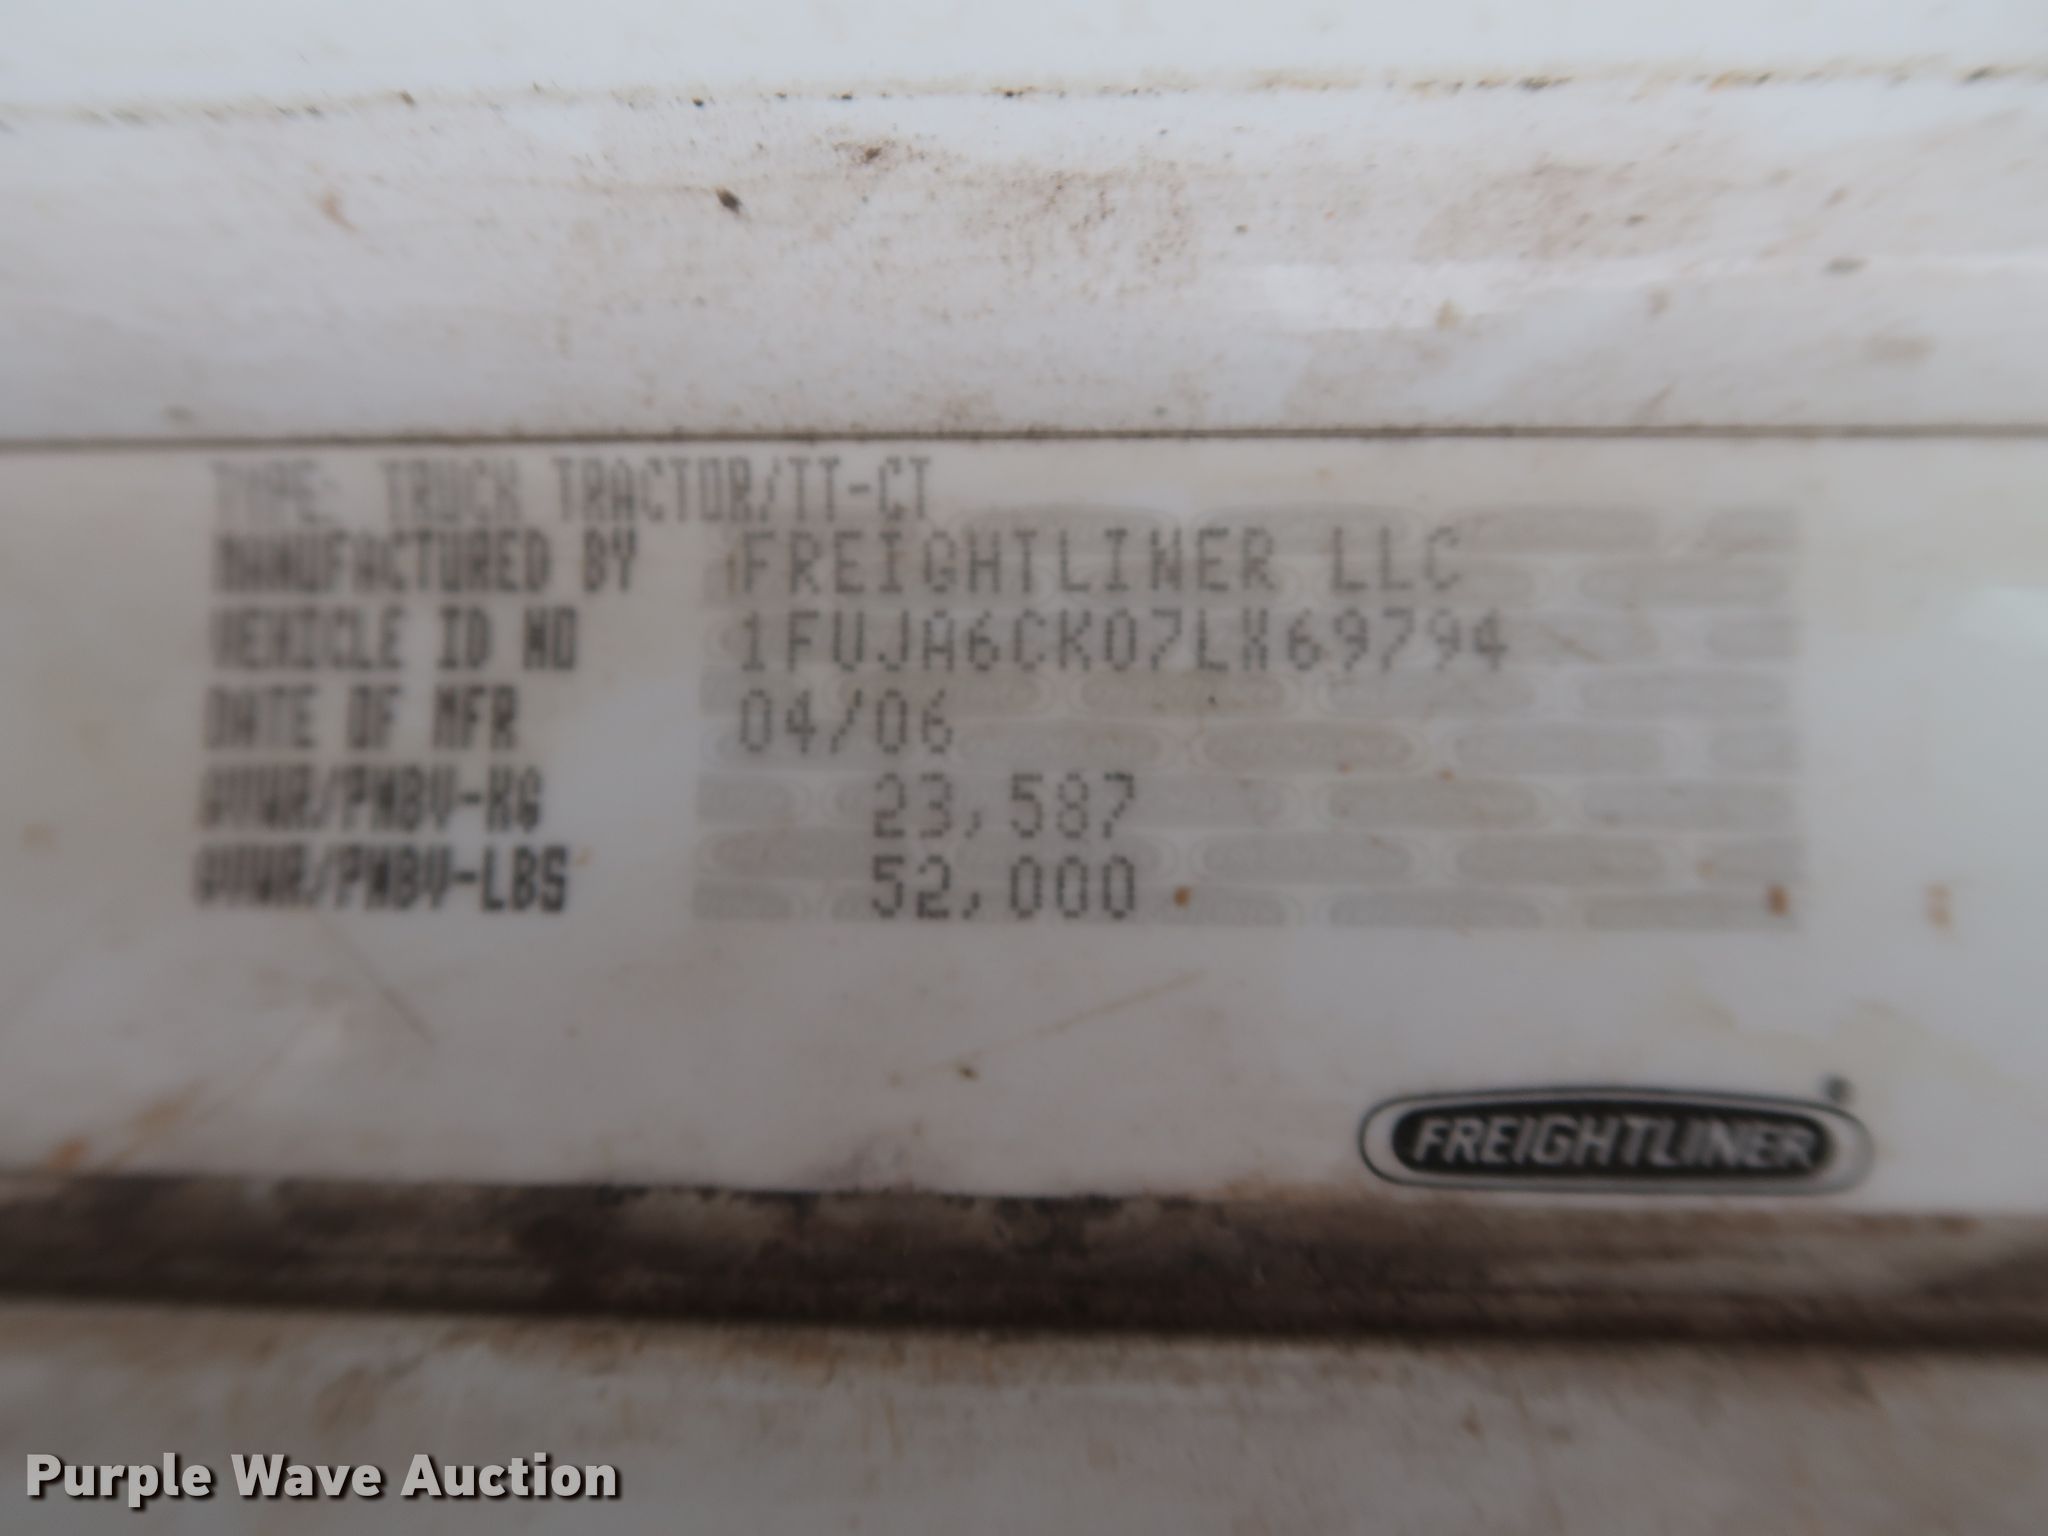 TYPE: TRUCK TRACTOR/TT-CT
MANUFACTURED BY FREIGHTLINER LLC
VEHICLE ID NO 1FUJA6CK07LX69794
DATE OF MFR 04/06
GVWR/PNBV-KG 23,587
GVWR/PNBV-LBS 52,000
FREIGHTLINER®
Purple Wave Auction